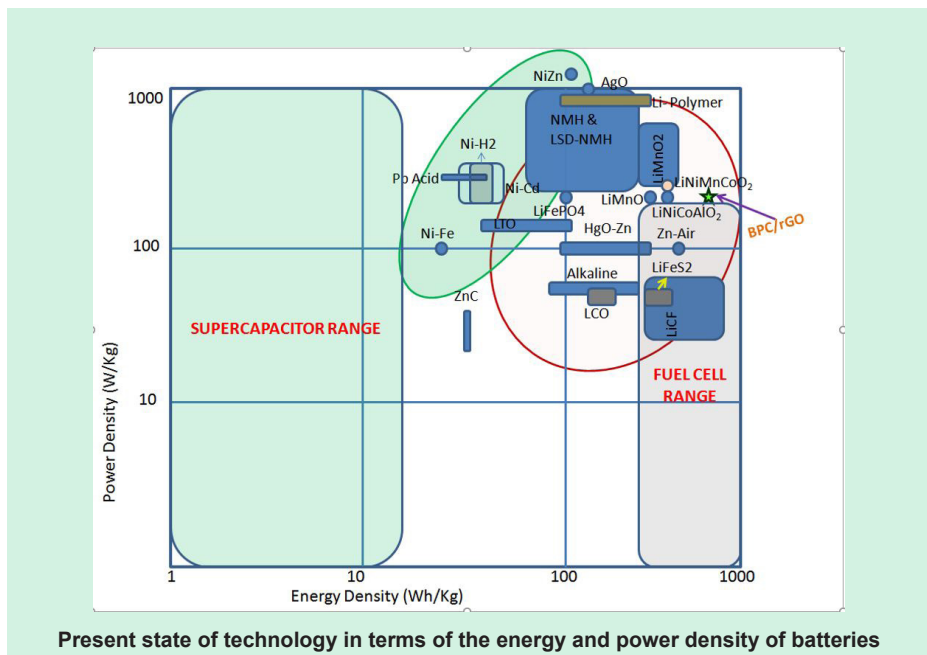 NiZn
AgO
1000
Li-Polymer
NMH &
LSD-NMH
LiMnO2
Ni-H2
Pb Acid
Ni-Cd
LiNiMnCoO2
LiFePO4
LiMnO
LiNiCoAlO2
BPC/rGO
LTO
Ni-Fe
HgO-Zn
Zn-Air
100
Alkaline
LiFeS2
ZnC
LCO
LiCF
SUPERCAPACITOR RANGE
FUEL CELL
RANGE
10
Power Density (W/Kg)
1
10
100
1000
Energy Density (Wh/Kg)
Present state of technology in terms of the energy and power density of batteries